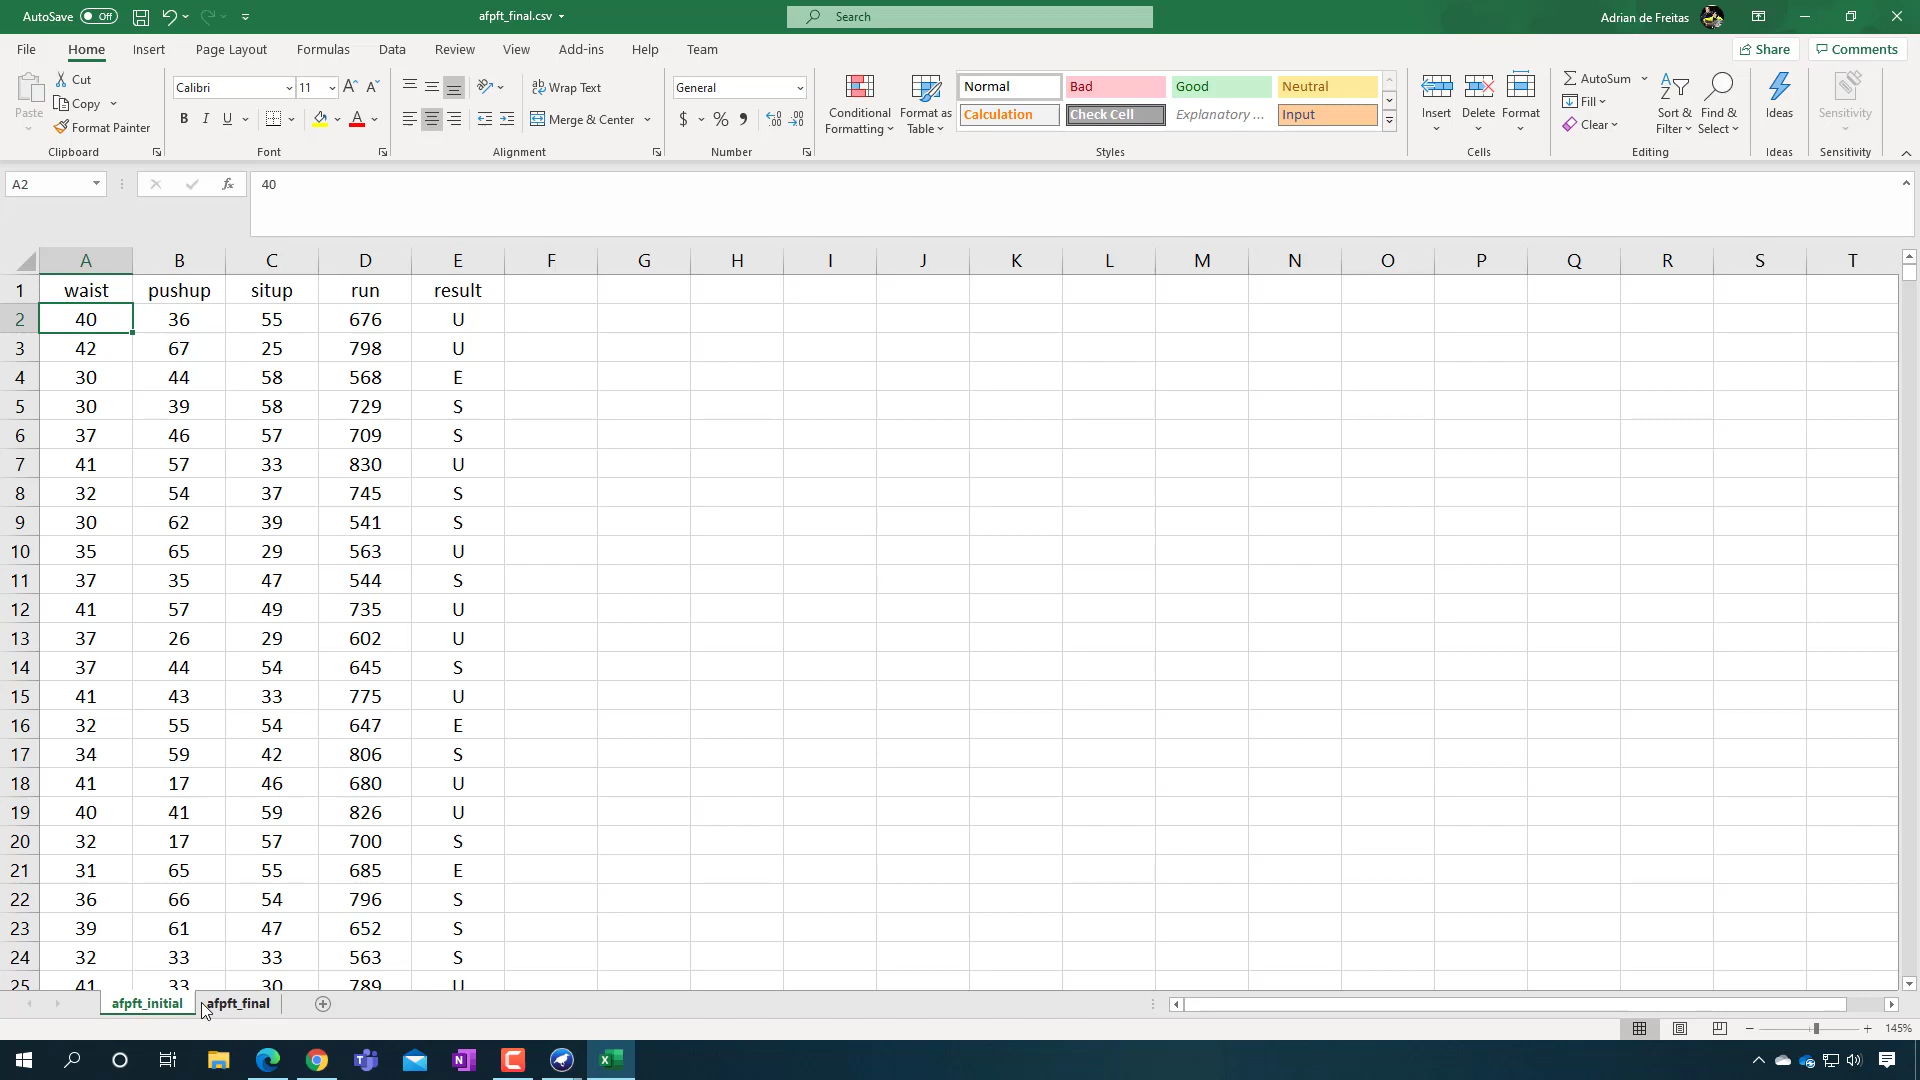 AutoSave Off
afpft_final.csv
Search
Adrian de Freitas
File Home Insert Page Layout Formulas Data Review View Add-ins Help Team
Share Comments
Paste
Cut
Copy
Format Painter
Clipboard
Calibri 11
B I U
Font
Wrap Text
Merge & Center
Alignment
General
$ % 9
Number
Conditional Formatting
Format as Table
Normal Bad Good Neutral
Calculation Check Cell Explanatory ... Input
Styles
Insert Delete Format
Cells
AutoSum
Fill
Clear
Sort & Filter
Find & Select
Editing
Ideas
Ideas
Sensitivity
Sensitivity
A2 fx 40
A B C D E F G H I J K L M N O P Q R S T
1 waist pushup situp run result
2 40 36 55 676 U
3 42 67 25 798 U
4 30 44 58 568 E
5 30 39 58 729 S
6 37 46 57 709 S
7 41 57 33 830 U
8 32 54 37 745 S
9 30 62 39 541 S
10 35 65 29 563 U
11 37 35 47 544 S
12 41 57 49 735 U
13 37 26 29 602 U
14 37 44 54 645 S
15 41 43 33 775 U
16 32 55 54 647 E
17 34 59 42 806 S
18 41 17 46 680 U
19 40 41 59 826 U
20 32 17 57 700 S
21 31 65 55 685 E
22 36 66 54 796 S
23 39 61 47 652 S
24 32 33 33 563 S
25 41 33 30 789 U
afpft_initial afpft_final
145%